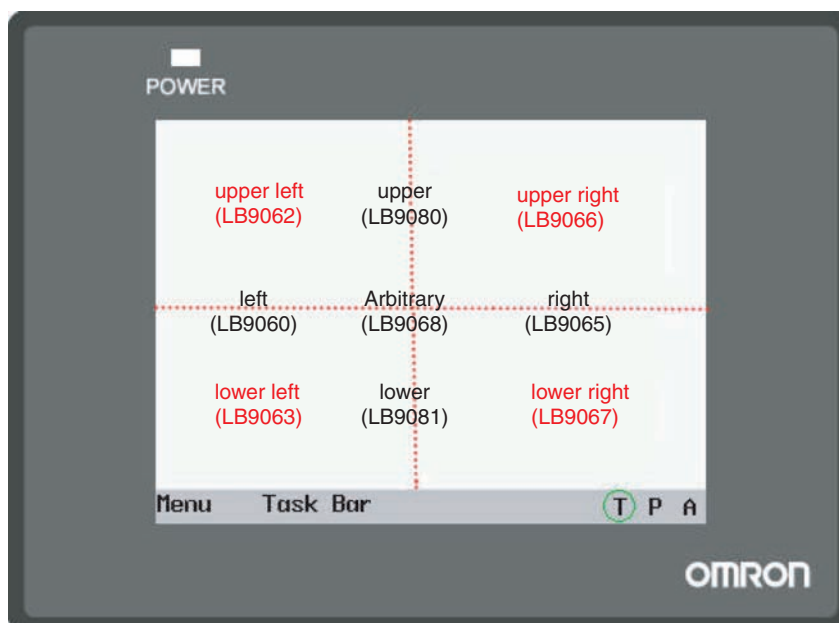 POWER
upper left upper upper right
(LB9062) (LB9080) (LB9066)
left Arbitrary right
(LB9060) (LB9068) (LB9065)
lower left lower lower right
(LB9063) (LB9081) (LB9067)
Menu Task Bar T P A
OMRON